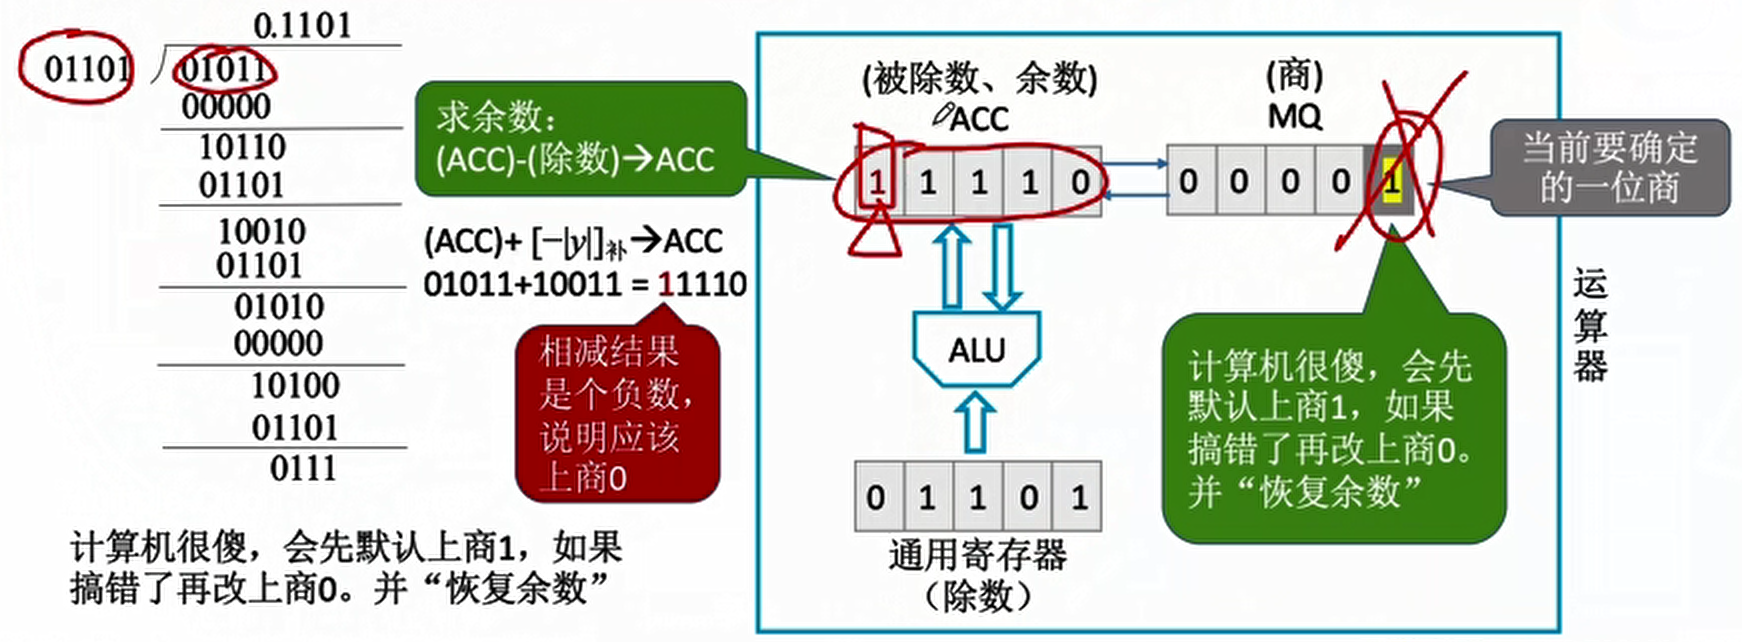 0.1101
01101
01011
00000
10110
01101
10010
01101
01010
00000
10100
01101
0111
计算机很傻，会先默认上商1，如果
搞错了再改上商0。并“恢复余数”
求余数：
(ACC)-(除数)→ACC
(ACC)+ [−|y|]补→ACC
01011+10011 = 11110
相减结果
是个负数，
说明应该
上商0
(被除数、余数)
ACC
1 1 1 1 0
(商)
MQ
0 0 0 0 1
当前要确定
的一位商
ALU
0 1 1 0 1
通用寄存器
（除数）
计算机很傻，会先
默认上商1，如果
搞错了再改上商0。
并“恢复余数”
运
算
器